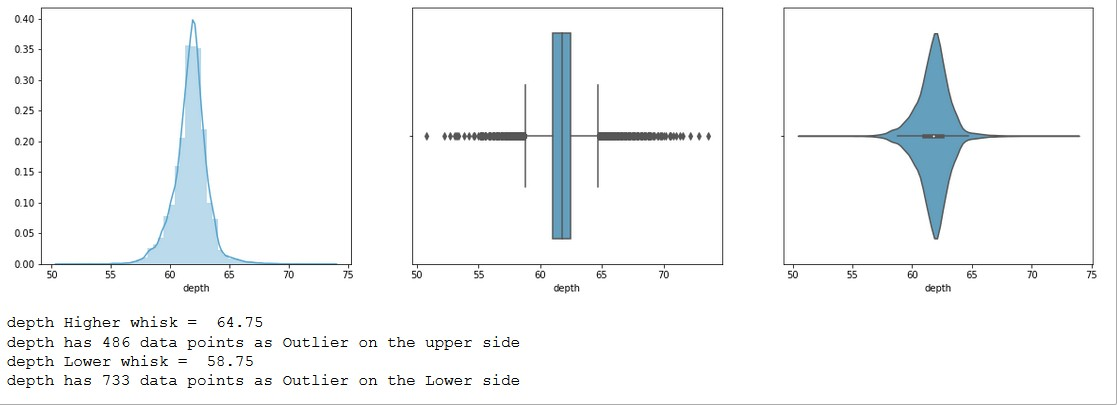 0.40
0.35
0.30
0.25
0.20
0.15
0.10
0.05
0.00
50 55 60 65 70 75
depth
50 55 60 65 70
depth
50 55 60 65 70 75
depth
depth Higher whisk =  64.75
depth has 486 data points as Outlier on the upper side
depth Lower whisk =  58.75
depth has 733 data points as Outlier on the Lower side